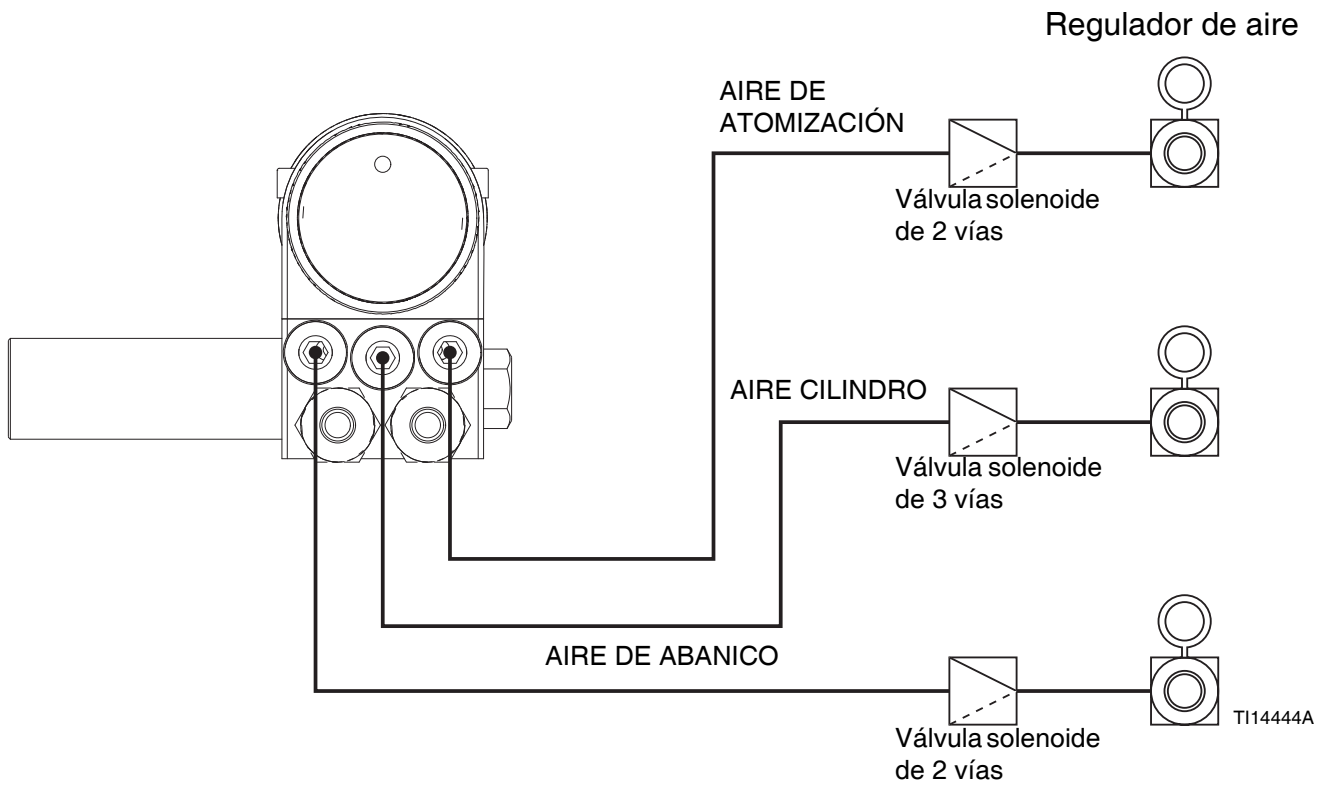 Regulador de aire
AIRE DE
ATOMIZACIÓN
Válvula solenoide
de 2 vías
AIRE CILINDRO
Válvula solenoide
de 3 vías
AIRE DE ABANICO
TI14444A
Válvula solenoide
de 2 vías